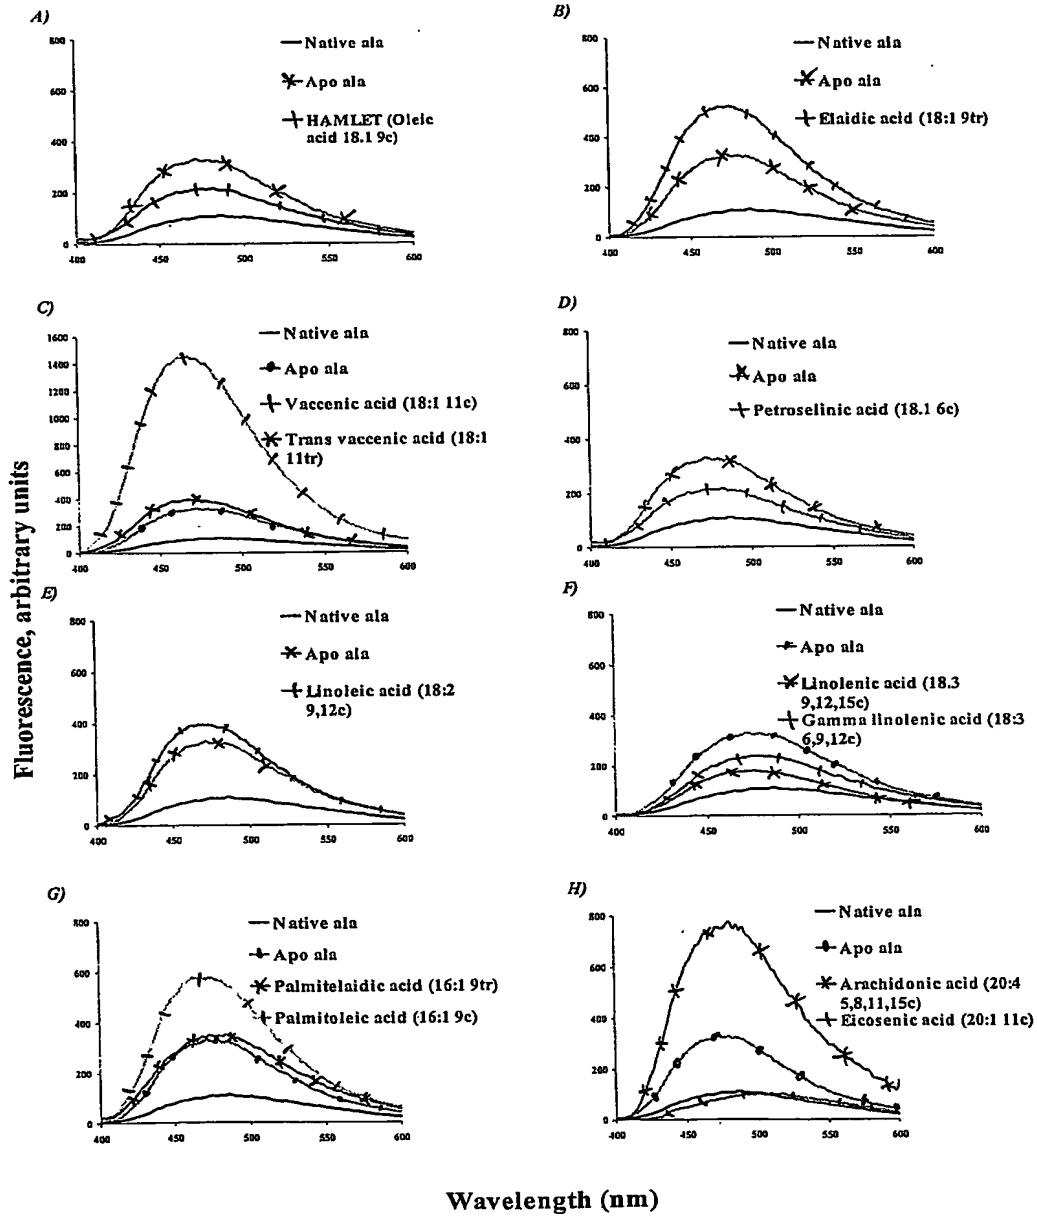 A)
Native ala
Apo ala
HAMLET (Oleic
acid 18.1 9c)
800
600
400
200
0
400
450
500
550
600
B)
Native ala
Apo ala
Elaidic acid (18:1 9tr)
800
600
400
200
0
400
450
500
550
600
C)
Native ala
Apo ala
Vaccenic acid (18:1 11c)
Trans vaccenic acid (18:1
11tr)
1600
1400
1200
1000
800
600
400
200
0
400
450
500
550
600
D)
Native ala
Apo ala
Petroselinic acid (18.1 6c)
800
600
400
200
0
400
450
500
550
600
Fluorescence, arbitrary units
E)
Native ala
Apo ala
Linoleic acid (18:2
9,12c)
800
600
400
200
0
400
450
500
550
600
F)
Native ala
Apo ala
Linolenic acid (18.3
9,12,15c)
Gamma linolenic acid (18:3
6,9,12c)
800
600
400
200
0
400
450
500
550
600
G)
Native ala
Apo ala
Palmitelaidic acid (16:1 9tr)
Palmitoleic acid (16:1 9c)
800
600
400
200
0
400
450
500
550
600
H)
Native ala
Apo ala
Arachidonic acid (20:4
5,8,11,15c)
Eicosenic acid (20:1 11c)
800
600
400
200
0
400
450
500
550
600
Wavelength (nm)